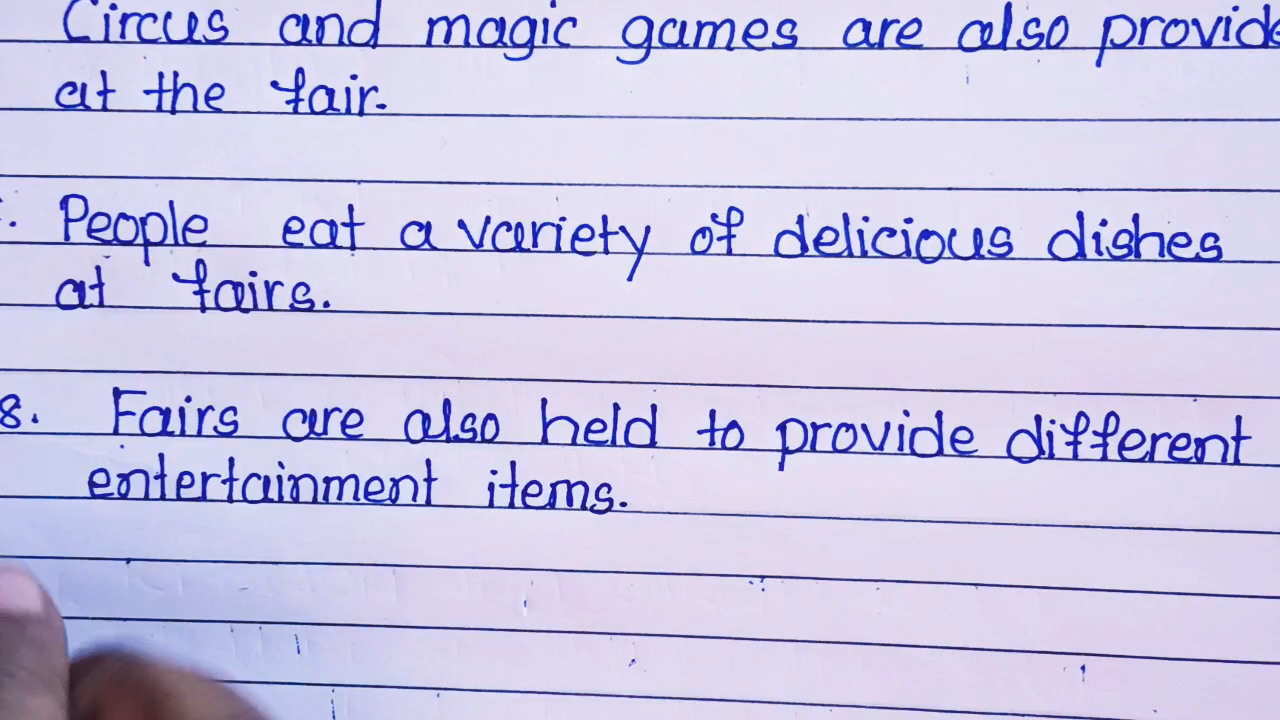 Circus and magic games are also provide
at the fair.
. People eat a variety of delicious dishes
at fairs.
8. Fairs are also held to provide different
entertainment items.